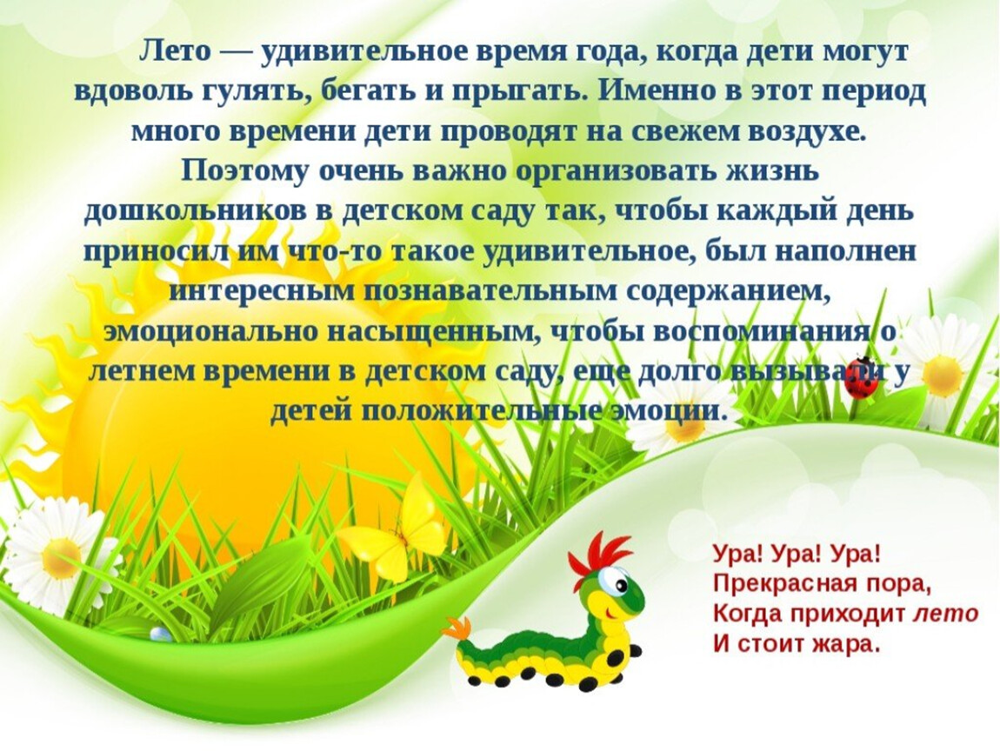 Лето — удивительное время года, когда дети могут
вдоволь гулять, бегать и прыгать. Именно в этот период
много времени дети проводят на свежем воздухе.
Поэтому очень важно организовать жизнь
дошкольников в детском саду так, чтобы каждый день
приносил им что-то такое удивительное, был наполнен
интересным познавательным содержанием,
эмоционально насыщенным, чтобы воспоминания о
летнем времени в детском саду, еще долго вызывали у
детей положительные эмоции.
Ура! Ура! Ура!
Прекрасная пора,
Когда приходит лето
И стоит жара.